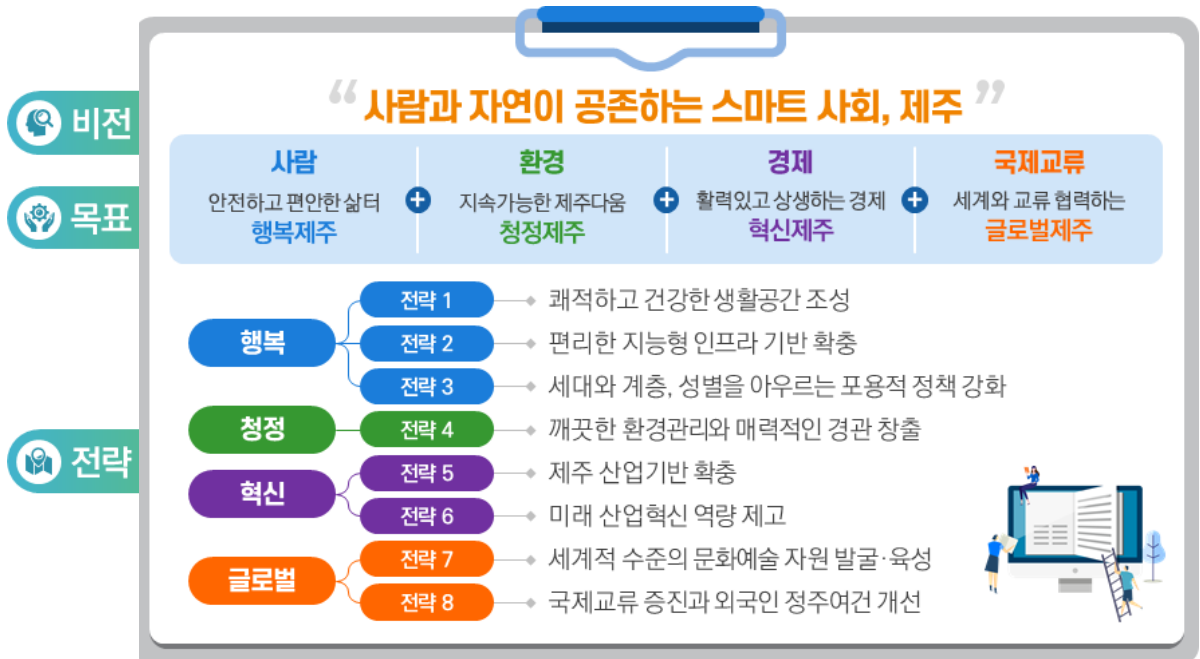 비전
“사람과 자연이 공존하는 스마트 사회, 제주”
목표
사람
안전하고 편안한 삶터
행복제주
+
환경
지속가능한 제주다움
청정제주
+
경제
활력있고 상생하는 경제
혁신제주
+
국제교류
세계와 교류 협력하는
글로벌제주
전략
행복
전략 1 쾌적하고 건강한 생활공간 조성
전략 2 편리한 지능형 인프라 기반 확충
전략 3 세대와 계층, 성별을 아우르는 포용적 정책 강화
청정
전략 4 깨끗한 환경관리와 매력적인 경관 창출
혁신
전략 5 제주 산업기반 확충
전략 6 미래 산업혁신 역량 제고
글로벌
전략 7 세계적 수준의 문화예술 자원 발굴·육성
전략 8 국제교류 증진과 외국인 정주여건 개선